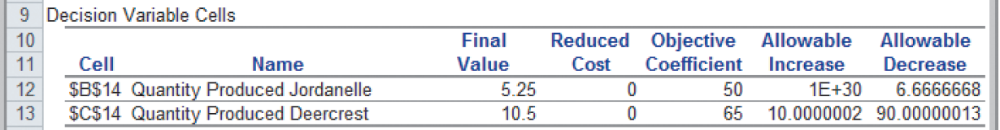 9 Decision Variable Cells
10 Final Reduced Objective Allowable Allowable
11 Cell Name Value Cost Coefficient Increase Decrease
12 $B$14 Quantity Produced Jordanelle 5.25 0 50 1E+30 6.6666668
13 $C$14 Quantity Produced Deercrest 10.5 0 65 10.0000002 90.00000013